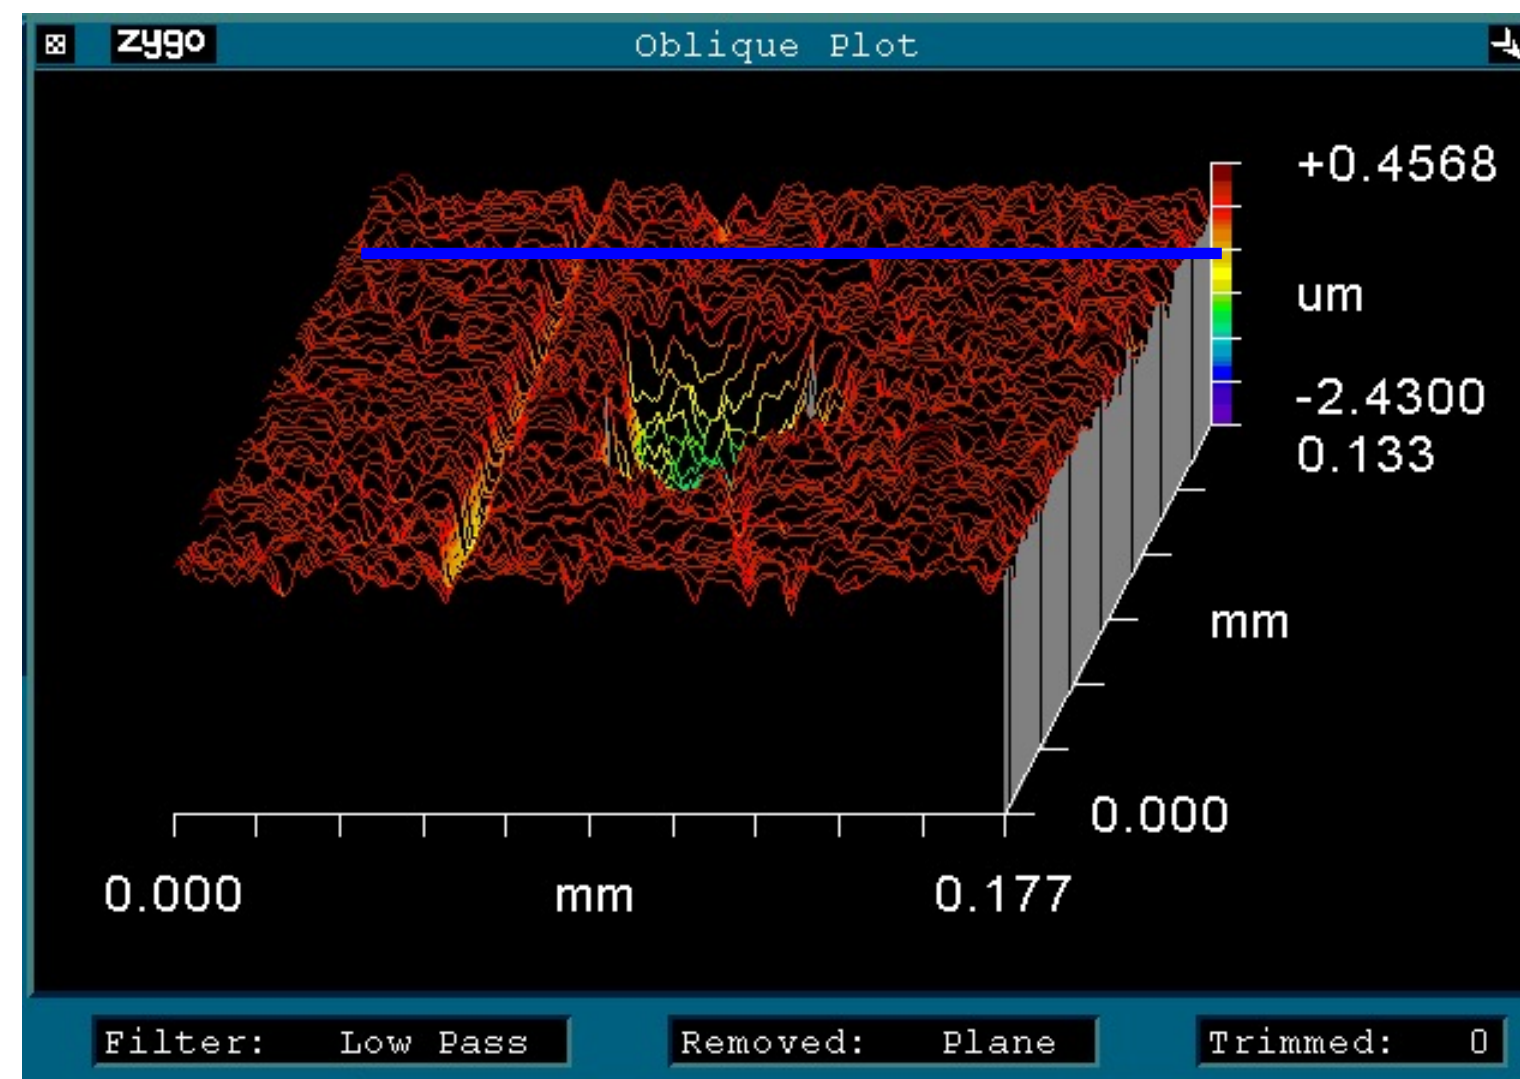 zygo Oblique Plot
+0.4568
um
-2.4300
0.133
mm
0.000
0.000 mm 0.177
Filter: Low Pass Removed: Plane Trimmed: 0